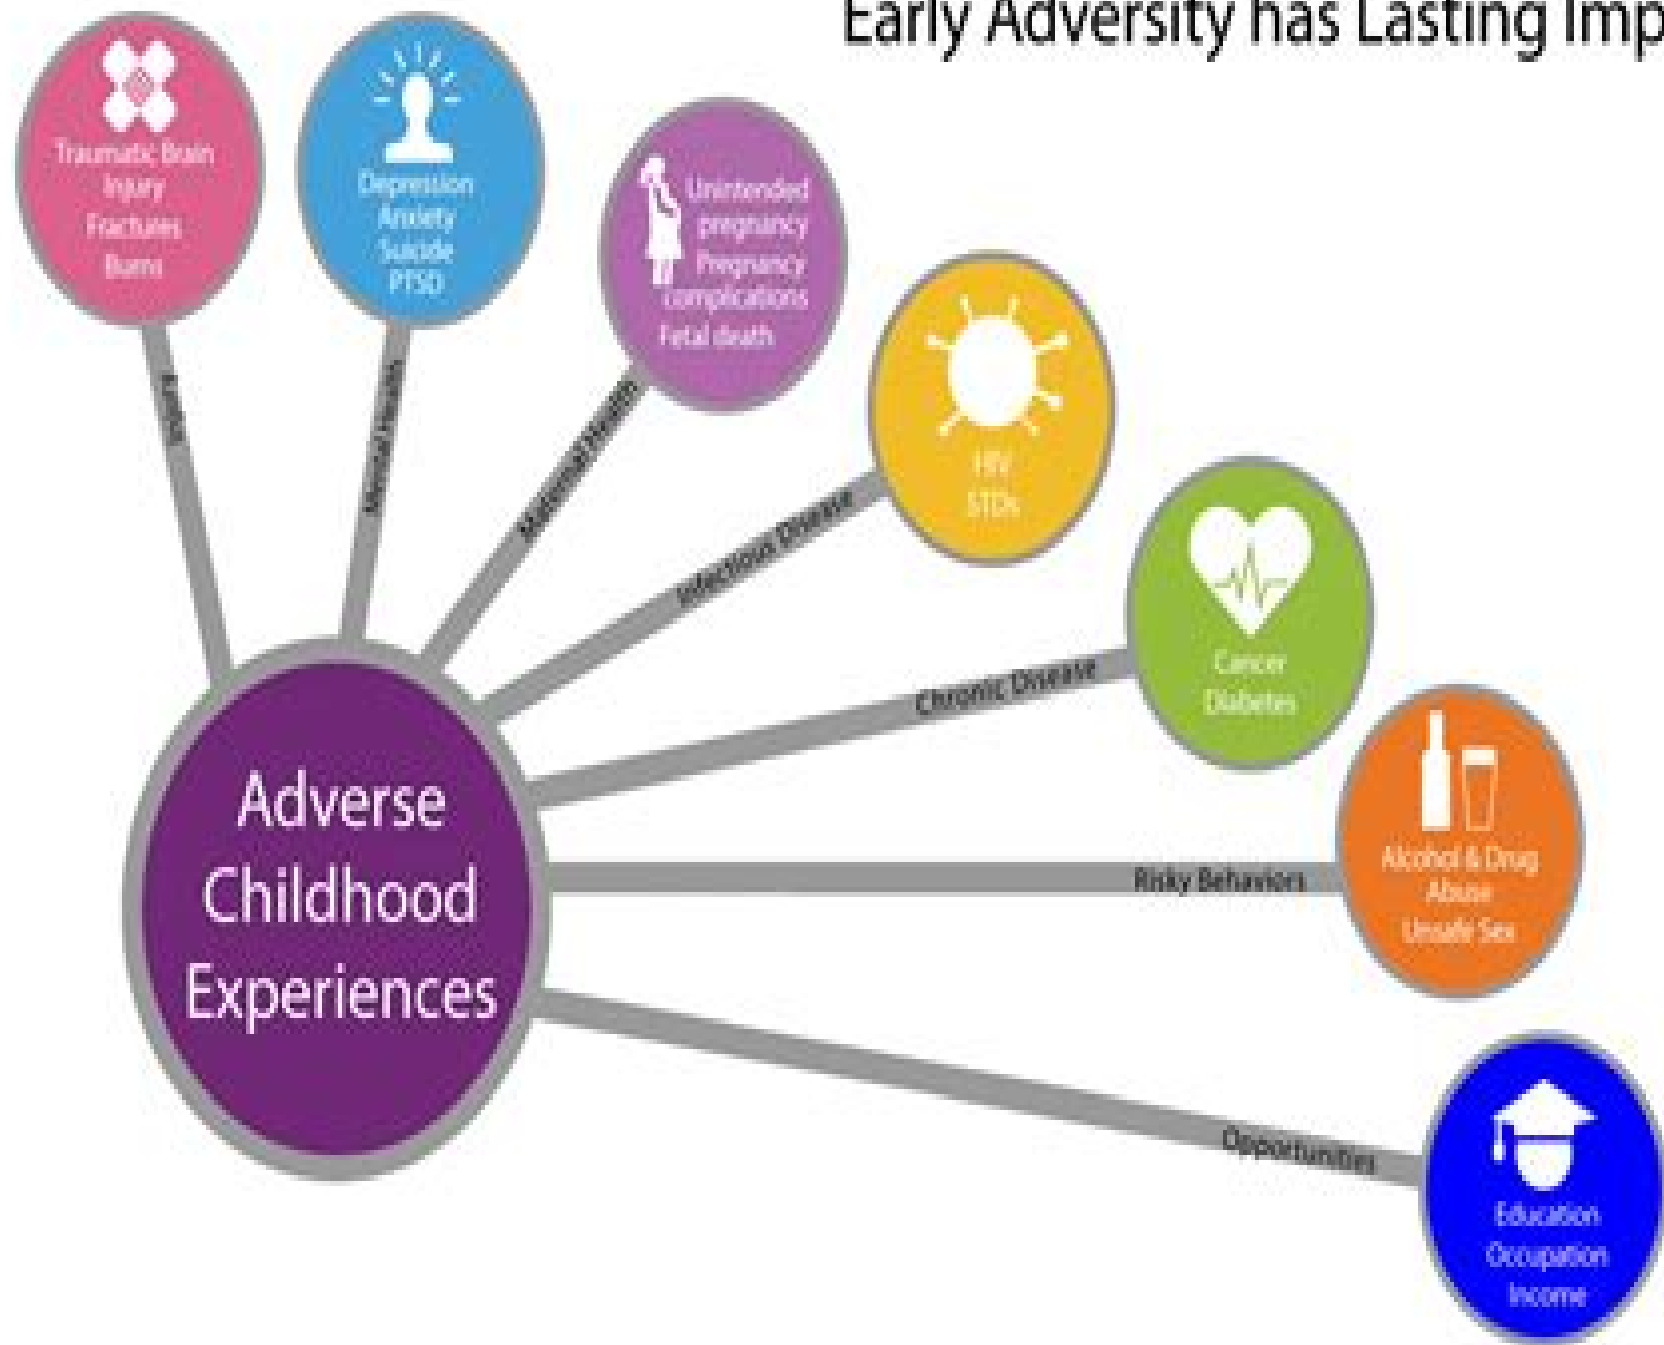 Early Adversity has Lasting Imp
Traumatic Brain
Injury
Fractures
Burns
Depression
Anxiety
Suicide
PTSD
Mental Health
Unintended
pregnancy
Pregnancy
complications
Fetal death
Maternal Health
HIV
STDs
Infectious Disease
Cancer
Diabetes
Chronic Disease
Alcohol & Drug
Abuse
Unsafe Sex
Risky Behaviors
Education
Occupation
Income
Opportunities
Adverse
Childhood
Experiences